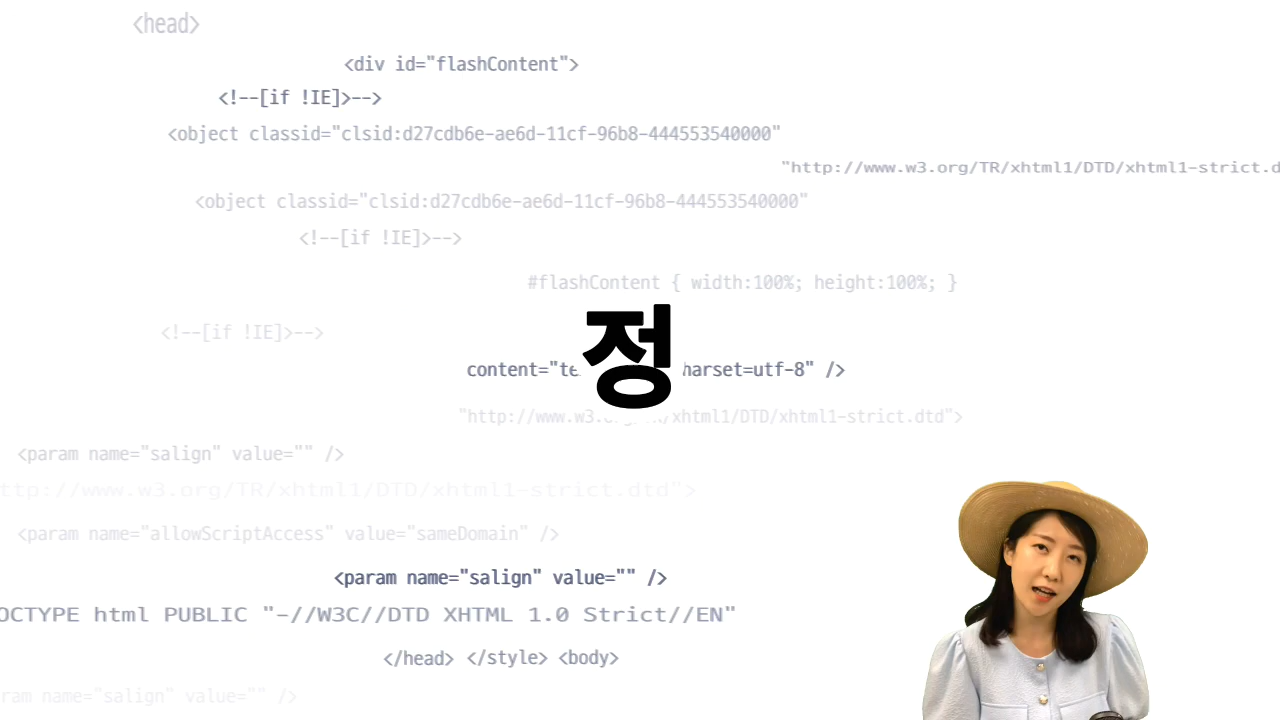 <head>
<div id="flashContent">
<!--[if !IE]>-->
<object classid="clsid:d27cdb6e-ae6d-11cf-96b8-444553540000"
"http://www.w3.org/TR/xhtml1/DTD/xhtml1-strict.d
<object classid="clsid:d27cdb6e-ae6d-11cf-96b8-444553540000"
<!--[if !IE]>-->
#flashContent { width:100%; height:100%; }
정
<!--[if !IE]>-->
content="te harset=utf-8" />
"http://www.w3.o /xhtml1/DTD/xhtml1-strict.dtd">
<param name="salign" value="" />
ttp://www.w3.org/TR/xhtml1/DTD/xhtml1-strict.dtd">
<param name="allowScriptAccess" value="sameDomain" />
<param name="salign" value="" />
OCTYPE html PUBLIC "-//W3C//DTD XHTML 1.0 Strict//EN"
</head> </style> <body>
ram name="salign" value="" />